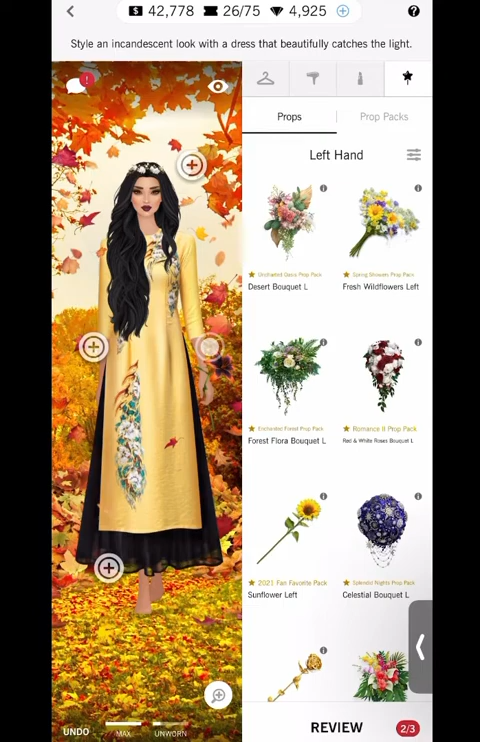 $ 42,778 26/75 4,925 ?
Style an incandescent look with a dress that beautifully catches the light.
Props
Prop Packs
Left Hand
Uncharted Oasis Prop Pack
Desert Bouquet L
Spring Showers Prop Pack
Fresh Wildflowers Left
Enchanted Forest Prop Pack
Forest Flora Bouquet L
Romance II Prop Pack
Red & White Roses Bouquet L
2021 Fan Favorite Pack
Sunflower Left
Splendid Nights Prop Pack
Celestial Bouquet L
UNDO
MAX
UNWORN
REVIEW
2/3